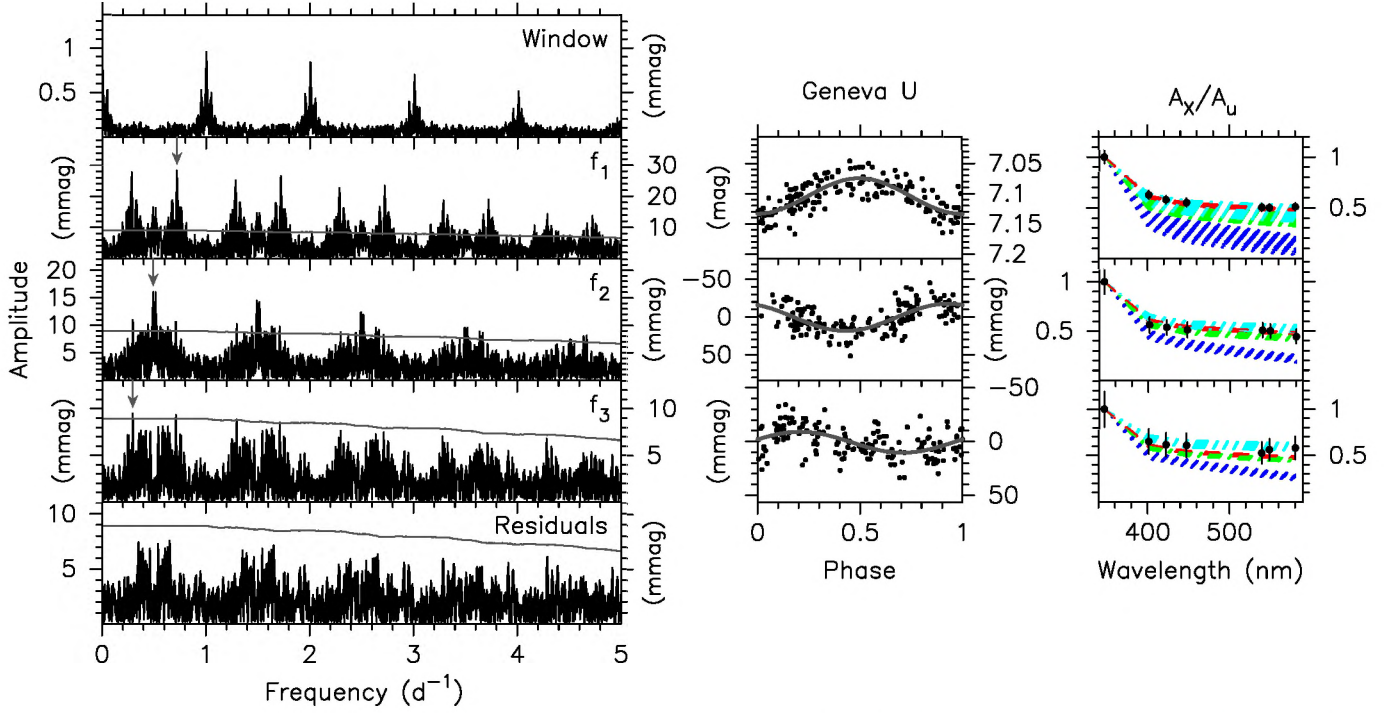 Window
1
0.5
(mmag)
f1
30
20
10
(mmag)
f2
20
15
10
5
Amplitude
(mmag)
f3
10
5
(mmag)
Residuals
10
5
(mmag)
0 1 2 3 4 5
Frequency (d−1)
Geneva U
(mag)
7.05
7.1
7.15
7.2
−50
0
50
(mmag)
(mmag)
−50
0
50
0 0.5 1
Phase
Ax/Au
1
0.5
1
0.5
1
0.5
400 500
Wavelength (nm)